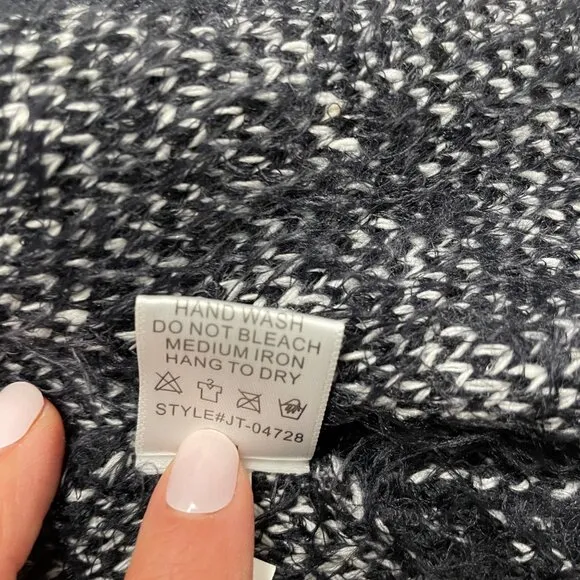 HAND WASH
DO NOT BLEACH
MEDIUM IRON
HANG TO DRY
STYLE#JT-04728